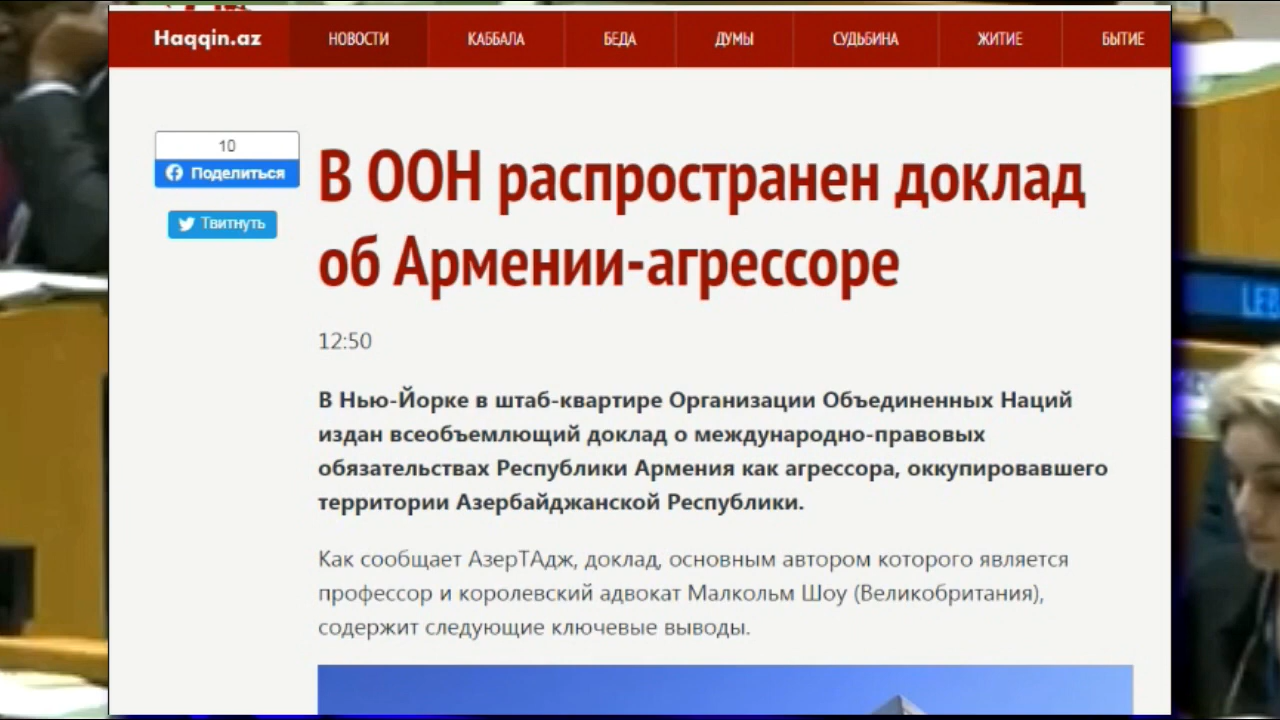 Haqqin.az
НОВОСТИ
КАББАЛА
БЕДА
ДУМЫ
СУДЬБИНА
ЖИТИЕ
БЫТИЕ
10
Поделиться
Твитнуть
В ООН распространен доклад
об Армении-агрессоре
12:50
В Нью-Йорке в штаб-квартире Организации Объединенных Наций
издан всеобъемлющий доклад о международно-правовых
обязательствах Республики Армения как агрессора, оккупировавшего
территории Азербайджанской Республики.
Как сообщает АзерТАдж, доклад, основным автором которого является
профессор и королевский адвокат Малкольм Шоу (Великобритания),
содержит следующие ключевые выводы.